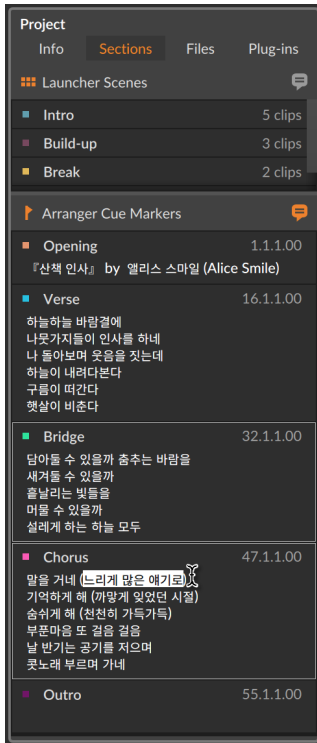 Project
Info Sections Files Plug-ins
Launcher Scenes
Intro 5 clips
Build-up 3 clips
Break 2 clips
Arranger Cue Markers
Opening 1.1.1.00
『산책 인사』 by 앨리스 스마일 (Alice Smile)
Verse 16.1.1.00
하늘하늘 바람결에
나뭇가지들이 인사를 하네
나 돌아보며 웃음을 짓는데
하늘이 내려다본다
구름이 떠간다
햇살이 비춘다
Bridge 32.1.1.00
담아둘 수 있을까 춤추는 바람을
새겨둘 수 있을까
흩날리는 빛들을
머물 수 있을까
설레게 하는 하늘 모두
Chorus 47.1.1.00
말을 거네 (느리게 많은 얘기로)
기억하게 해 (까맣게 잊었던 시절)
숨쉬게 해 (천천히 가득가득)
부푼마음 또 걸음 걸음
날 반기는 공기를 저으며
콧노래 부르며 가네
Outro 55.1.1.00